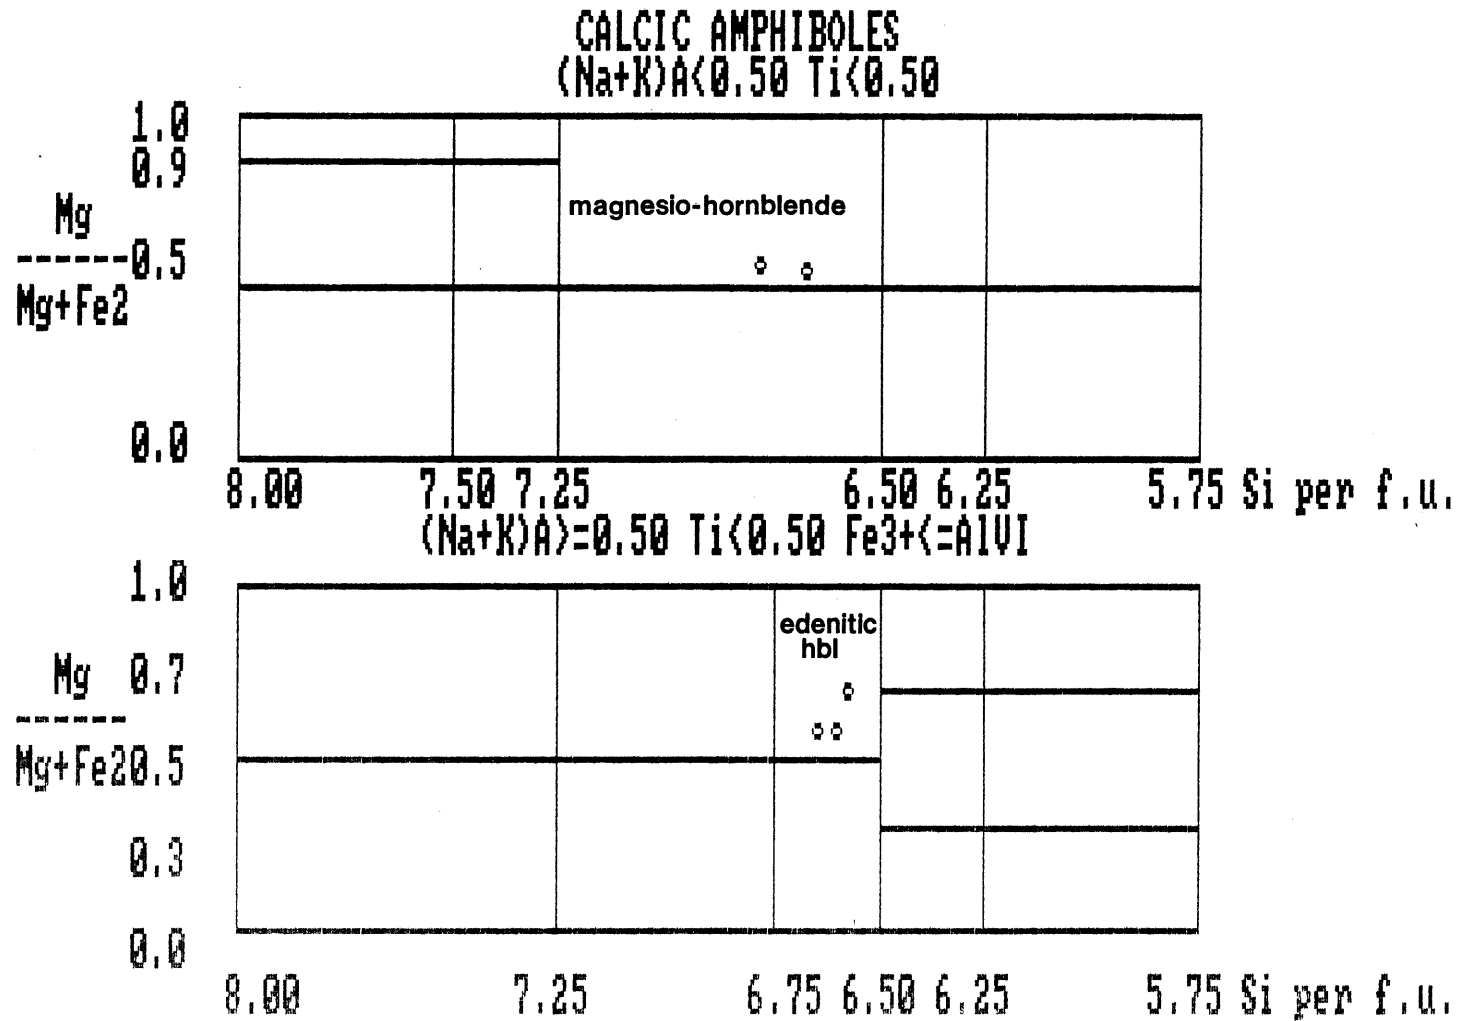 CALCIC AMPHIBOLES
(Na+K)A<0.50 Ti<0.50
1.0
0.9
magnesio-hornblende
Mg
------0.5
Mg+Fe2
0.0
8.00 7.50 7.25 6.50 6.25 5.75 Si per f.u.
(Na+K)A>=0.50 Ti<0.50 Fe3+<=AlVI
1.0
edenitic
hbl
Mg 0.7
------
Mg+Fe20.5
0.3
0.0
8.00 7.25 6.75 6.50 6.25 5.75 Si per f.u.